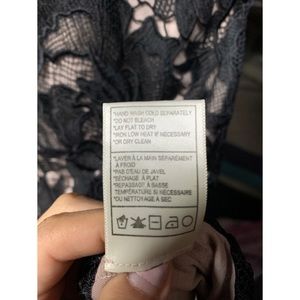 *HAND WASH COLD SEPARATELY
*DO NOT BLEACH
*LAY FLAT TO DRY
*IRON LOW HEAT IF NECESSARY
*OR DRY CLEAN
*LAVER À LA MAIN SÉPARÉMENT
À FROID
*PAS D'EAU DE JAVEL
*SÉCHAGE À PLAT
*REPASSAGE À BASSE
TEMPÉRATURE SI NÉCESSAIRE
*OU NETTOYAGE A SEC